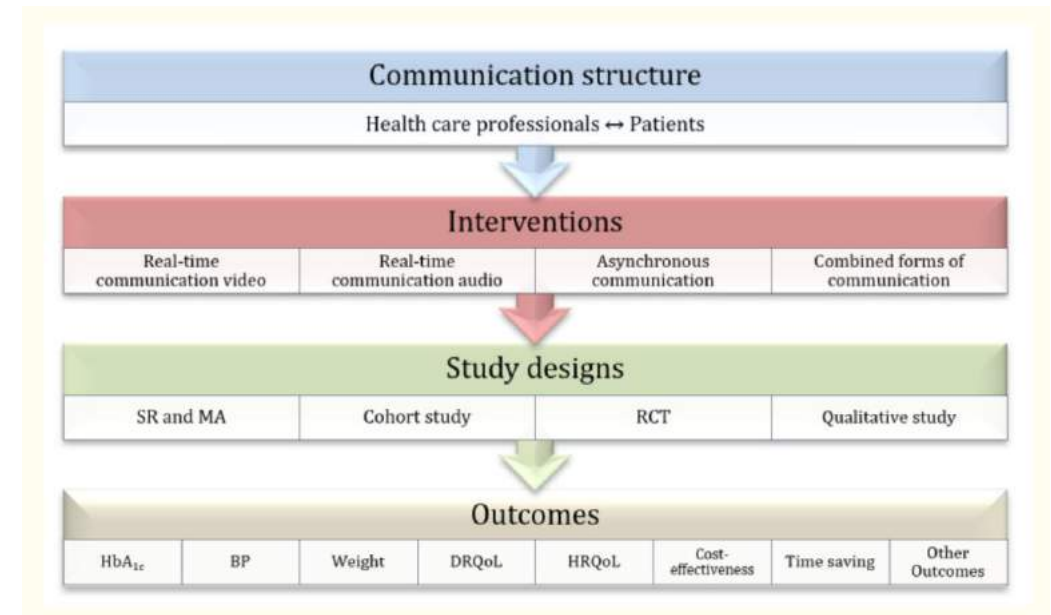 Communication structure
Health care professionals ↔ Patients
Interventions
Real-time
communication video
Real-time
communication audio
Asynchronous
communication
Combined forms of
communication
Study designs
SR and MA
Cohort study
RCT
Qualitative study
Outcomes
HbA1c
BP
Weight
DRQoL
HRQoL
Cost-
effectiveness
Time saving
Other
Outcomes